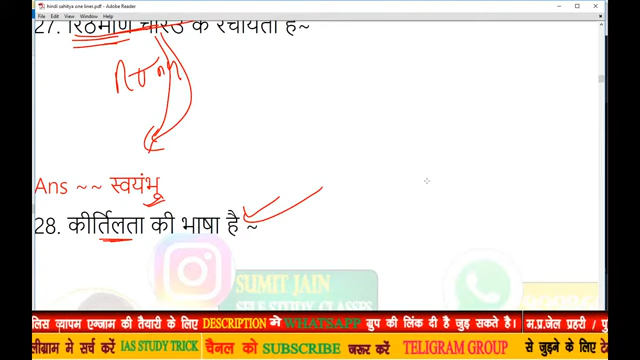 hindi sahitya one liners.pdf - Adobe Reader
File Edit View Window Help
27. रिठमणि चरिउ के रचयिता है~
Ans ~~ स्वयंभू
28. कीर्तिलता की भाषा है ~
SUMIT JAIN
SELF STUDY CLASSES
लिस व्यापम एग्जाम की तैयारी के लिए DESCRIPTION मे WHATSAPP ग्रुप की लिंक दी है जुड़ सकते है। म.प्र.जेल प्रहरी / पु
लीग्राम मे सर्च करें IAS STUDY TRICK चैनल को SUBSCRIBE जरूर करें TELIGRAM GROUP से जुड़ने के लिए टे